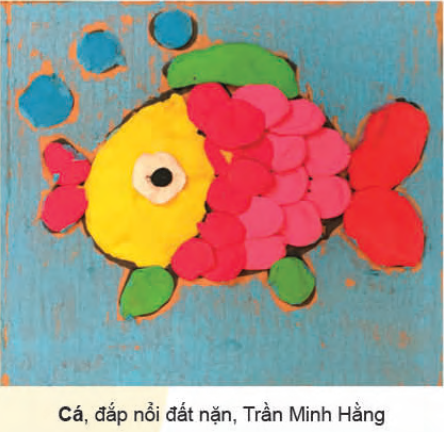 Cá, đắp nổi đất nặn, Trần Minh Hằng